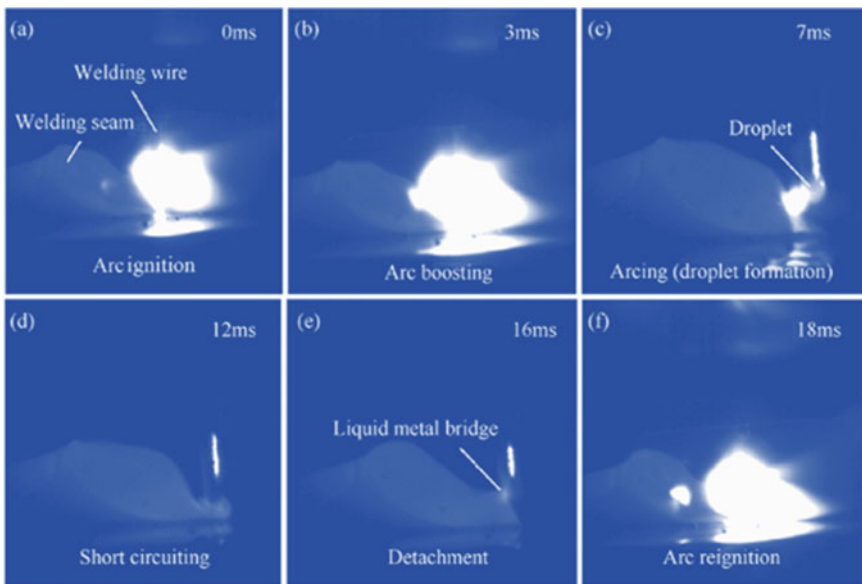 (a)
0ms
Welding wire
Welding seam
Arc ignition
(b)
3ms
Arc boosting
(c)
7ms
Droplet
Arcing (droplet formation)
(d)
12ms
Short circuiting
(e)
16ms
Liquid metal bridge
Detachment
(f)
18ms
Arc reignition